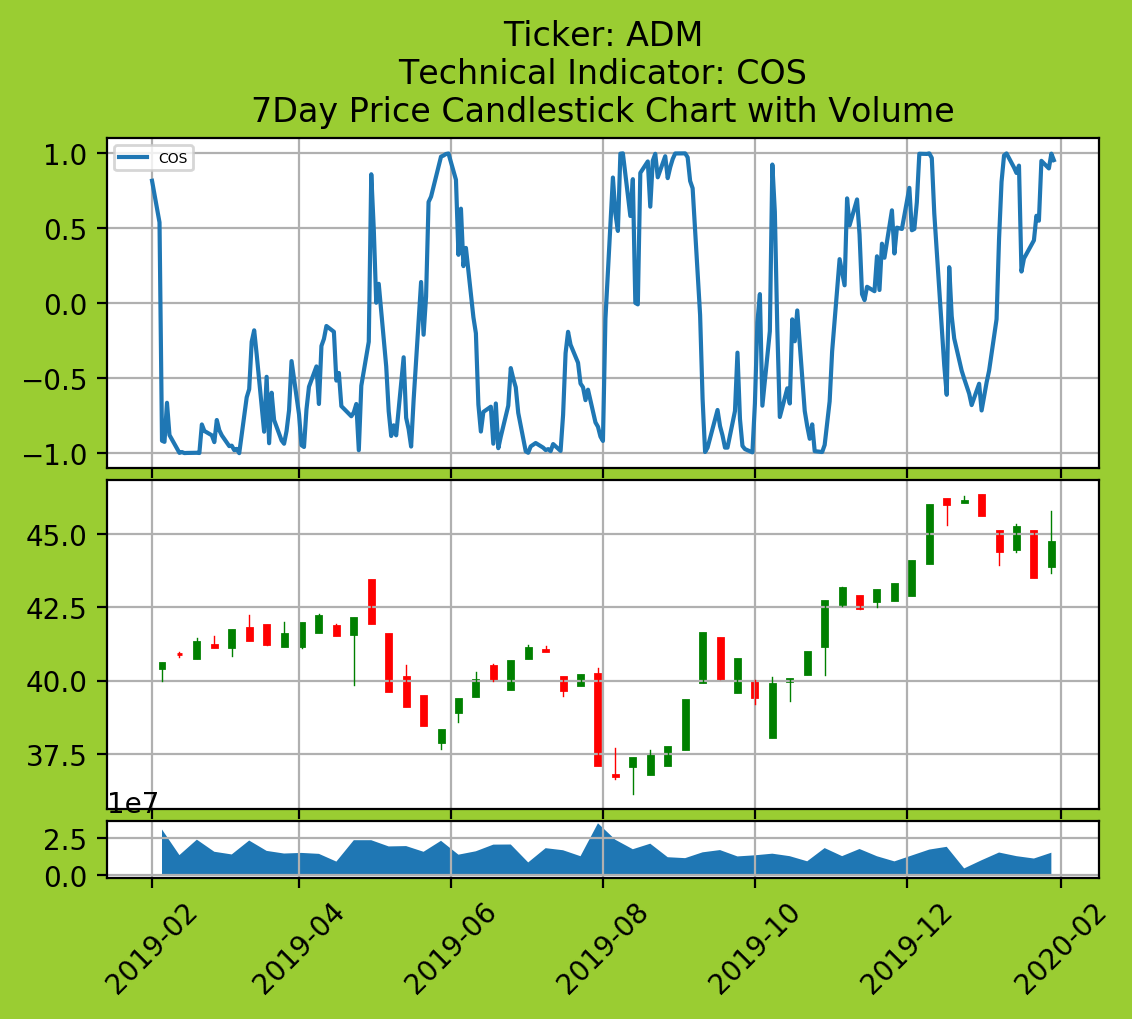 Ticker: ADM
Technical Indicator: COS
7Day Price Candlestick Chart with Volume
COS
1.0
0.5
0.0
−0.5
−1.0
45.0
42.5
40.0
37.5
1e7
2.5
0.0
2019-02 2019-04 2019-06 2019-08 2019-10 2019-12 2020-02